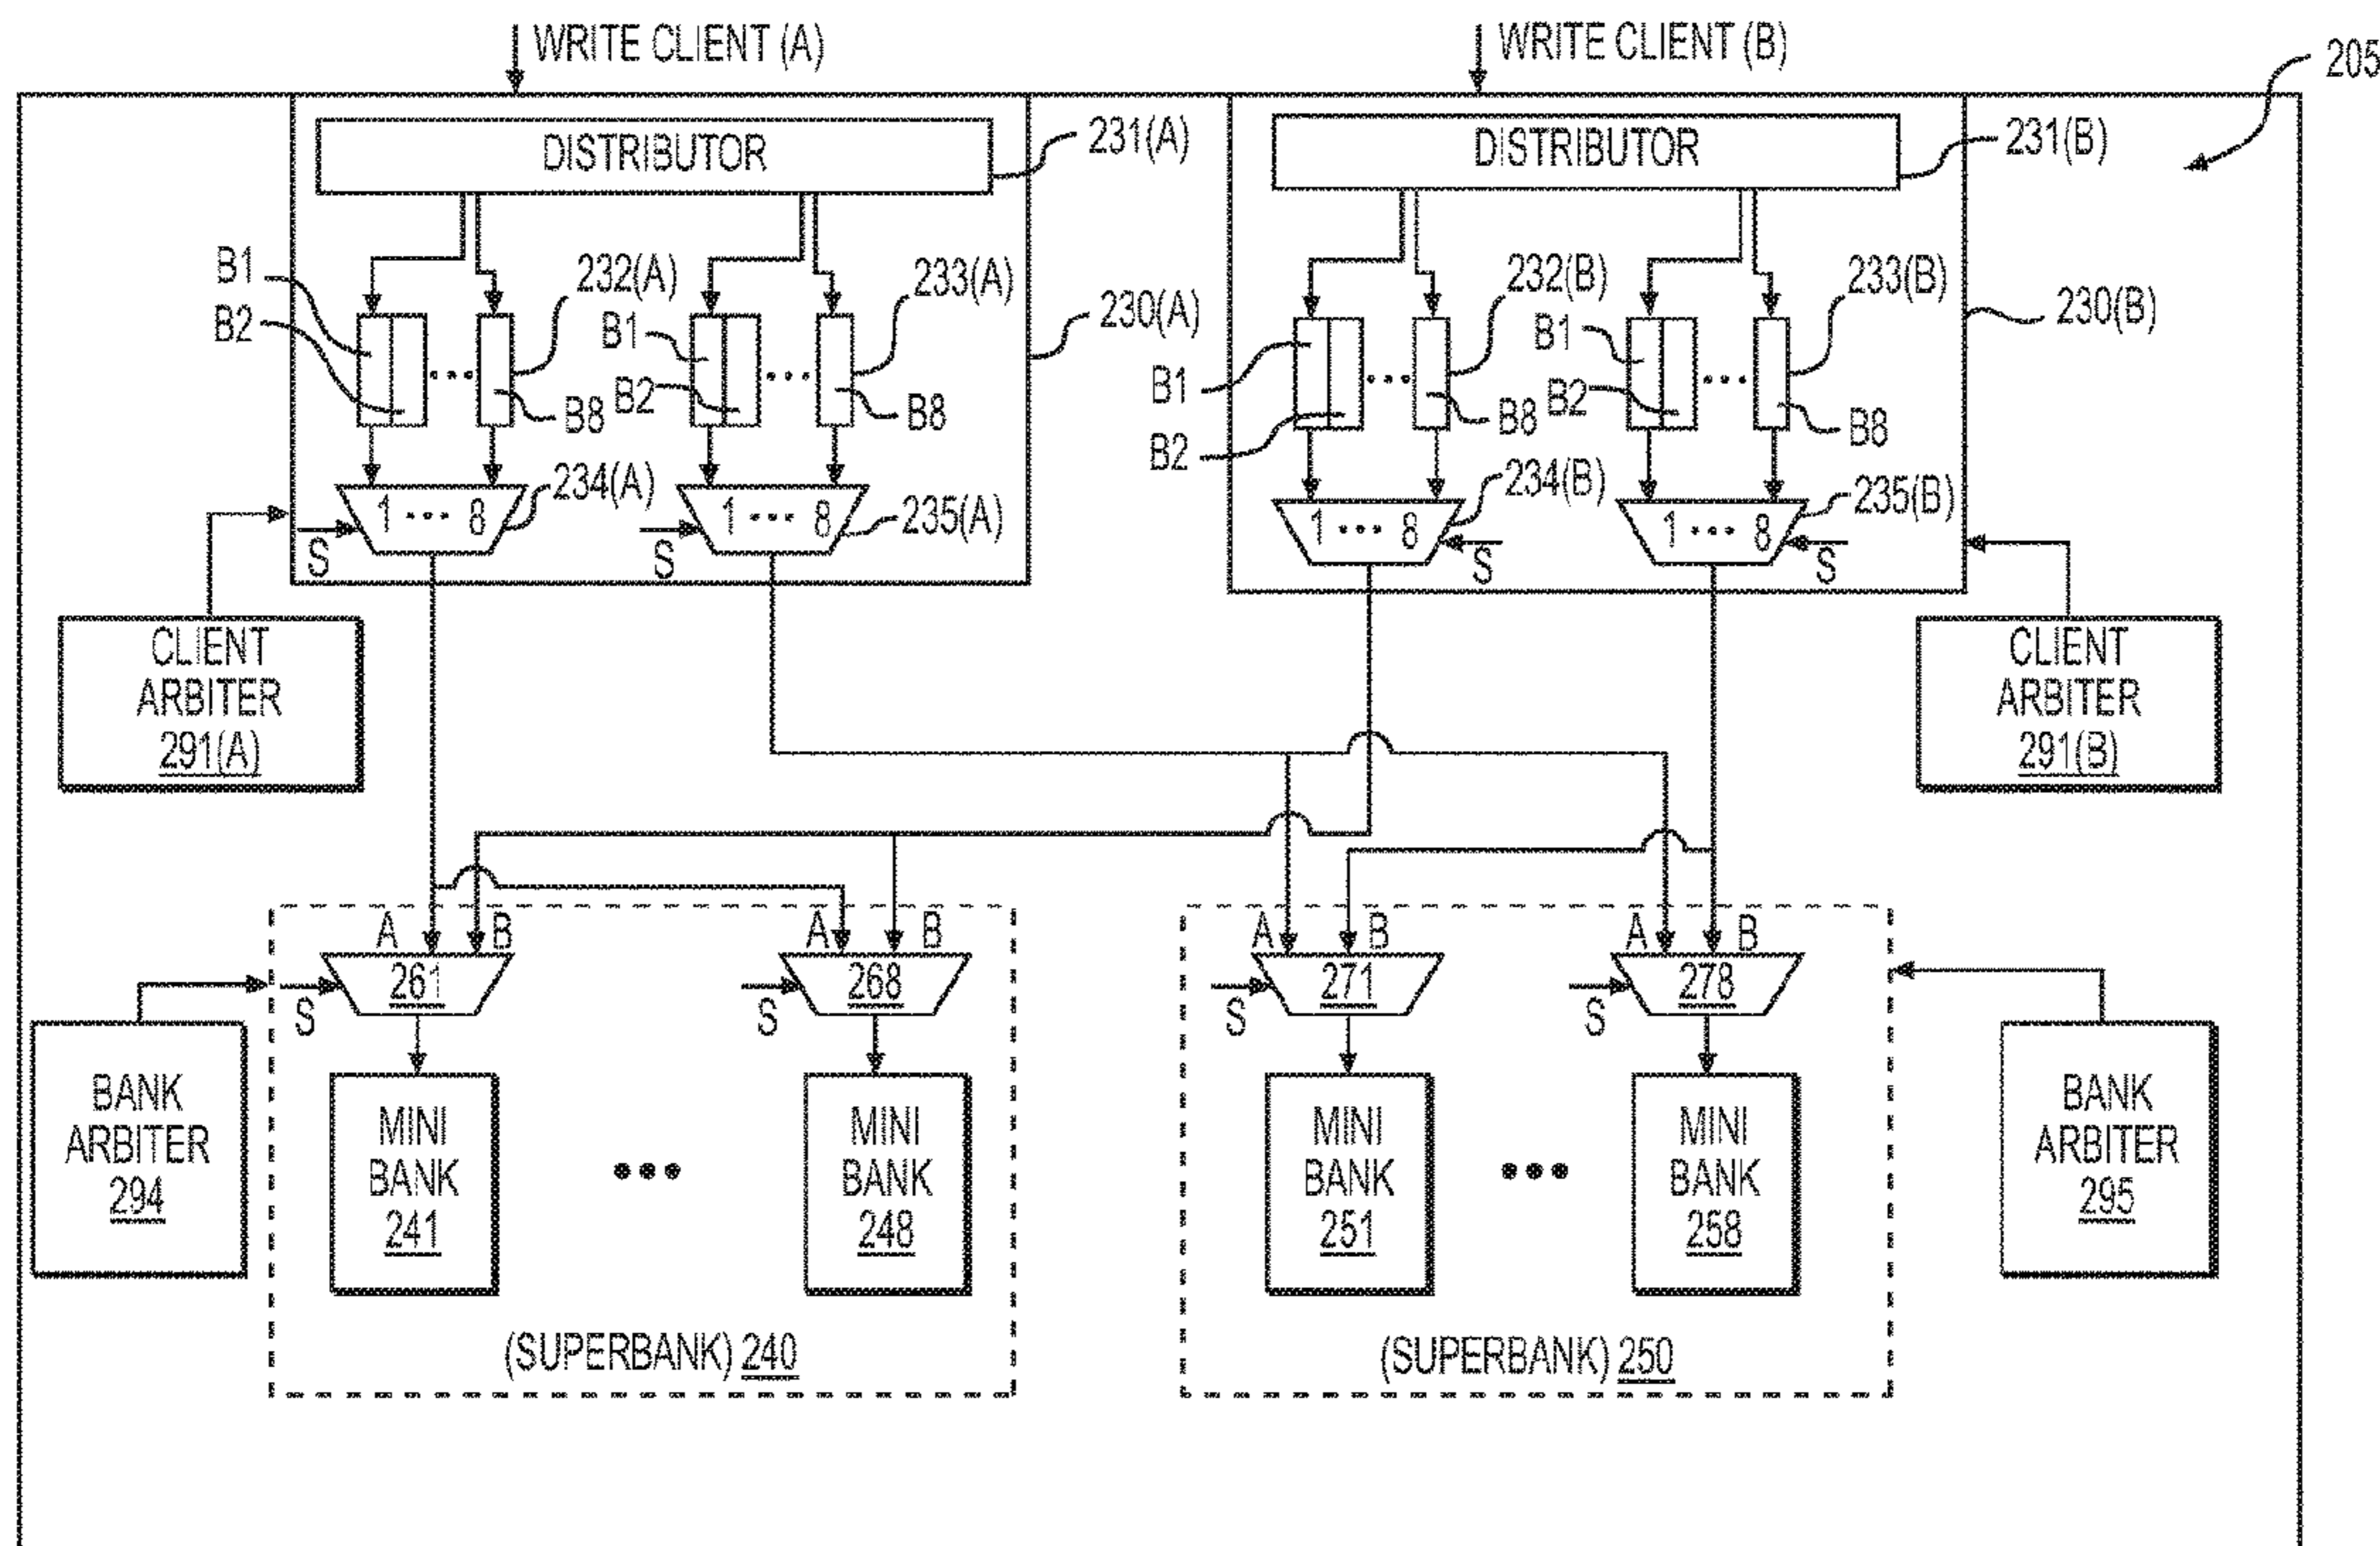 WRITE CLIENT (A)
WRITE CLIENT (B)
205
DISTRIBUTOR
231(A)
DISTRIBUTOR
231(B)
B1
232(A)
233(A)
232(B)
233(B)
B2
B1
230(A)
B1
230(B)
B8
B2
B8
B1
B8
B2
B8
B2
1 ••• 8
234(A)
1 ••• 8
235(A)
1 ••• 8
234(B)
1 ••• 8
235(B)
S
S
S
S
CLIENT
ARBITER
291(A)
CLIENT
ARBITER
291(B)
A
B
A
B
A
B
A
B
261
268
271
278
S
S
S
S
BANK
ARBITER
294
MINI
BANK
241
•••
MINI
BANK
248
MINI
BANK
251
•••
MINI
BANK
258
BANK
ARBITER
295
(SUPERBANK) 240
(SUPERBANK) 250